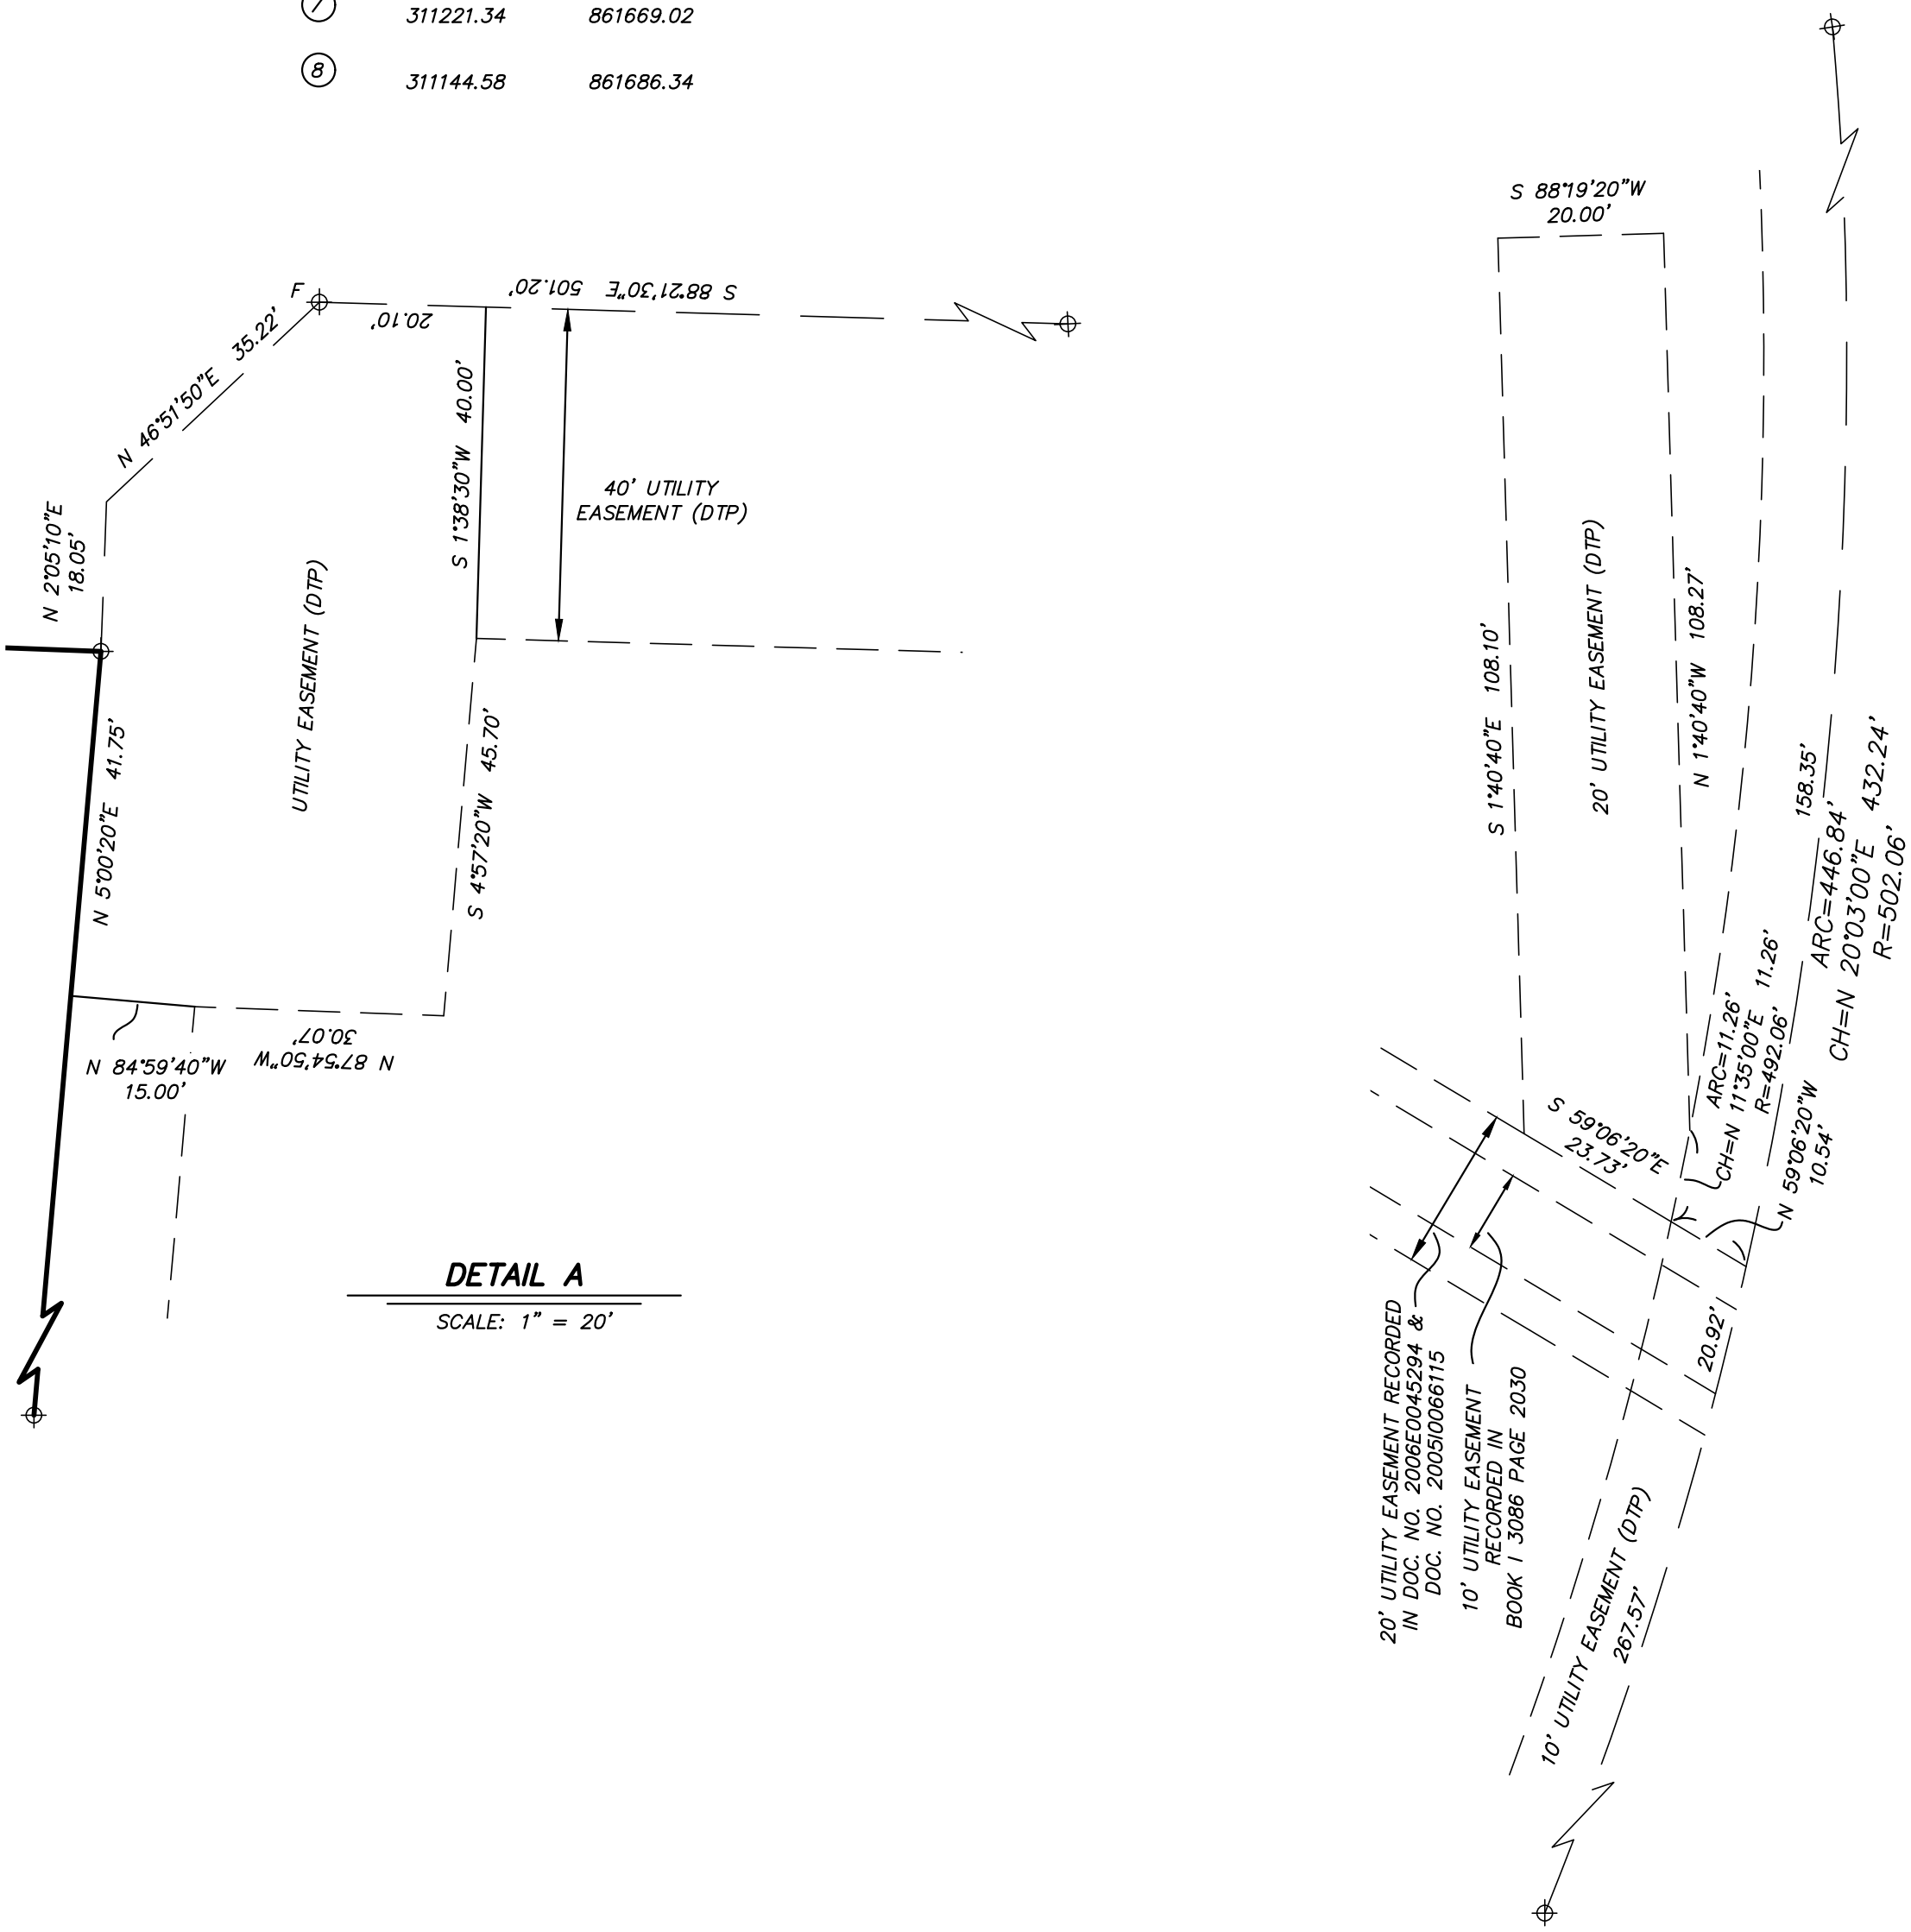 7 311221.34 861669.02
8 311144.58 861686.34
S 88°19'20"W
20.00'
F
S 88°21'30"E 501.20'
20.10'
N 46°51'50"E 35.22'
S 1°38'30"W 40.00'
40' UTILITY
EASEMENT (DTP)
N 2°05'10"E
18.05'
UTILITY EASEMENT (DTP)
N 5°00'20"E 41.75'
S 4°57'20"W 45.70'
N 84°59'40"W
15.00'
N 87°54'50"W
30.07'
DETAIL A
SCALE: 1" = 20'
S 1°40'40"E 108.10'
20' UTILITY EASEMENT (DTP)
N 1°40'40"W 108.27'
158.35'
ARC=446.84'
CH=N 20°03'00"E 432.24'
R=502.06'
ARC=11.26'
CH=N 11°35'00"E 11.26'
R=492.06'
S 59°06'20"E
23.73'
N 59°06'20"W
10.54'
20.92'
20' UTILITY EASEMENT RECORDED
IN DOC. NO. 2006E0045294 &
DOC. NO. 2005I0066115
10' UTILITY EASEMENT
RECORDED IN
BOOK I 3086 PAGE 2030
10' UTILITY EASEMENT (DTP)
267.57'